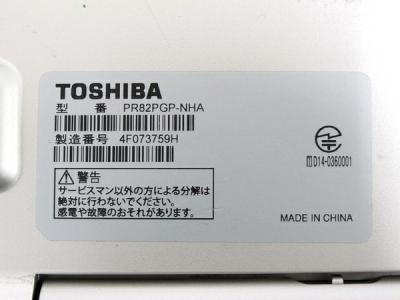 TOSHIBA
型 番 PR82PGP-NHA
製造番号 4F073759H
D14-0360001
警告
サービスマン以外の方による分解は
絶対に行わないでください。
感電や故障のおそれがあります。
MADE IN CHINA